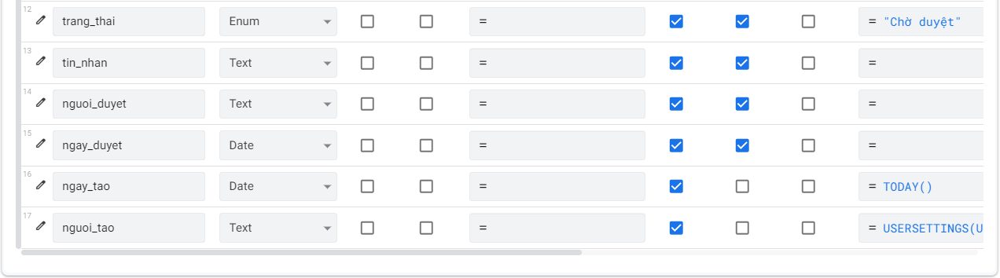 12 trang_thai Enum = = "Chờ duyệt"
13 tin_nhan Text = =
14 nguoi_duyet Text = =
15 ngay_duyet Date = =
16 ngay_tao Date = = TODAY()
17 nguoi_tao Text = = USERSETTINGS(U